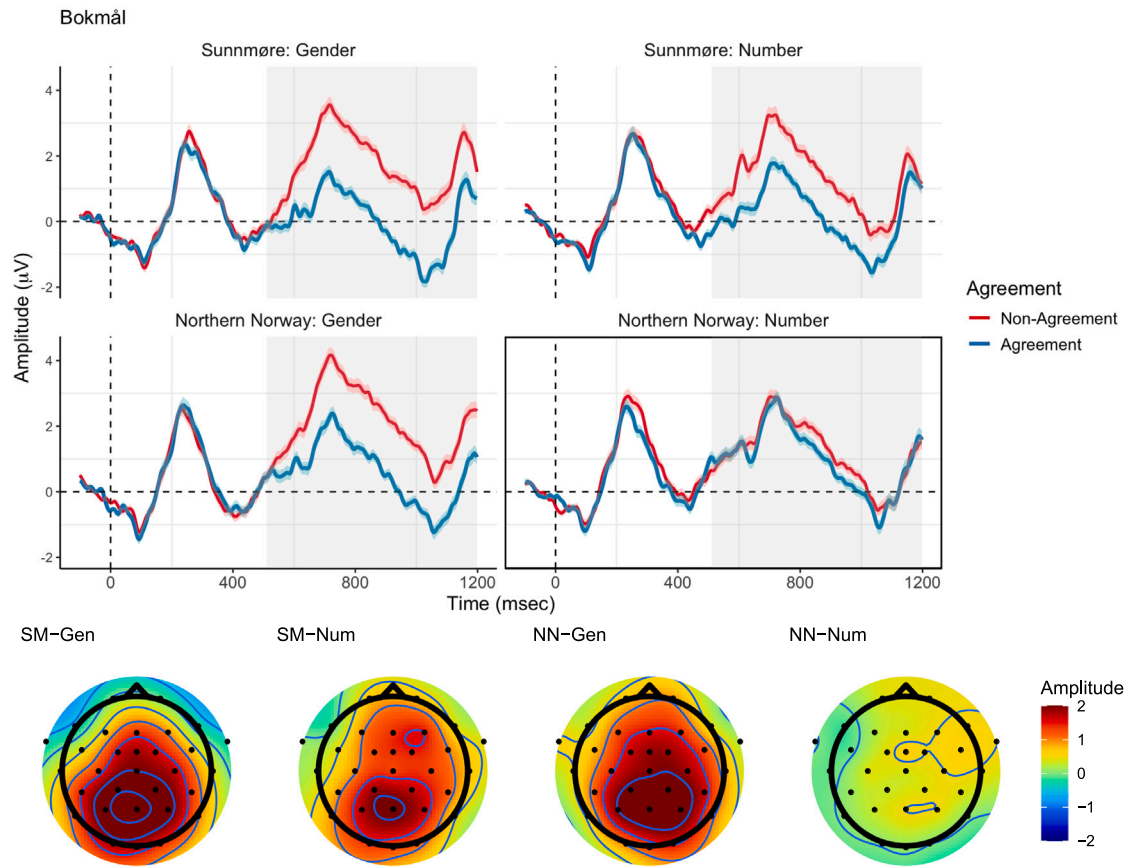 Bokmål
Sunnmøre: Gender
Sunnmøre: Number
4
2
0
-2
Northern Norway: Gender
Northern Norway: Number
4
2
0
-2
Amplitude (μV)
0
400
800
1200
0
400
800
1200
Time (msec)
Agreement
Non-Agreement
Agreement
SM−Gen
SM−Num
NN−Gen
NN−Num
Amplitude
2
1
0
−1
−2